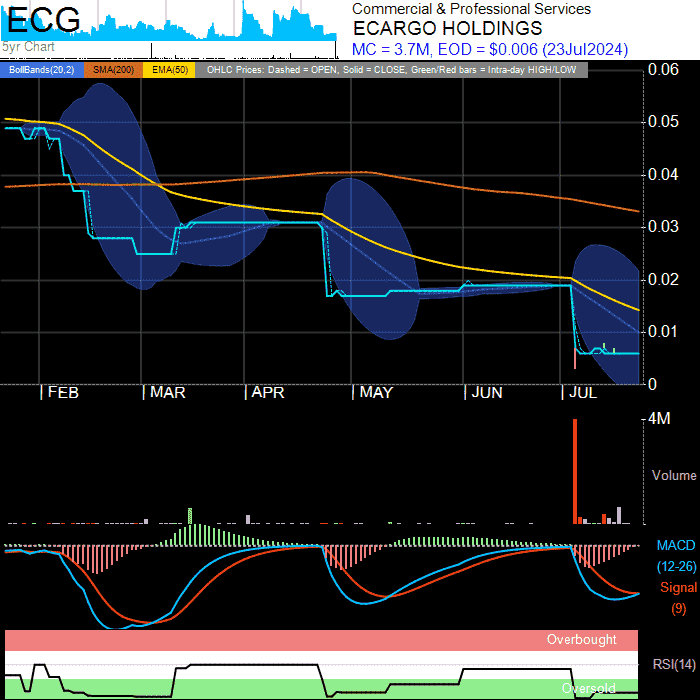 ECG
5yr Chart
Commercial & Professional Services
ECARGO HOLDINGS
MC = 3.7M, EOD = $0.006 (23Jul2024)
BollBands(20,2) SMA(200) EMA(50) OHLC Prices: Dashed = OPEN, Solid = CLOSE, Green/Red bars = Intra-day HIGH/LOW
0.06
0.05
0.04
0.03
0.02
0.01
0
| FEB | MAR | APR | MAY | JUN | JUL
4M
Volume
MACD
(12-26)
Signal
(9)
Overbought
RSI(14)
Oversold